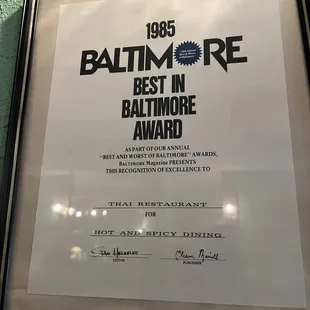 1985
BALTIMORE
BEST IN
BALTIMORE
AWARD
AS PART OF OUR ANNUAL
"BEST AND WORST OF BALTIMORE" AWARDS,
BALTIMORE Magazine PRESENTS
THIS RECOGNITION OF EXCELLENCE TO
THAI RESTAURANT
FOR
HOT AND SPICY DINING
EDITOR
PUBLISHER